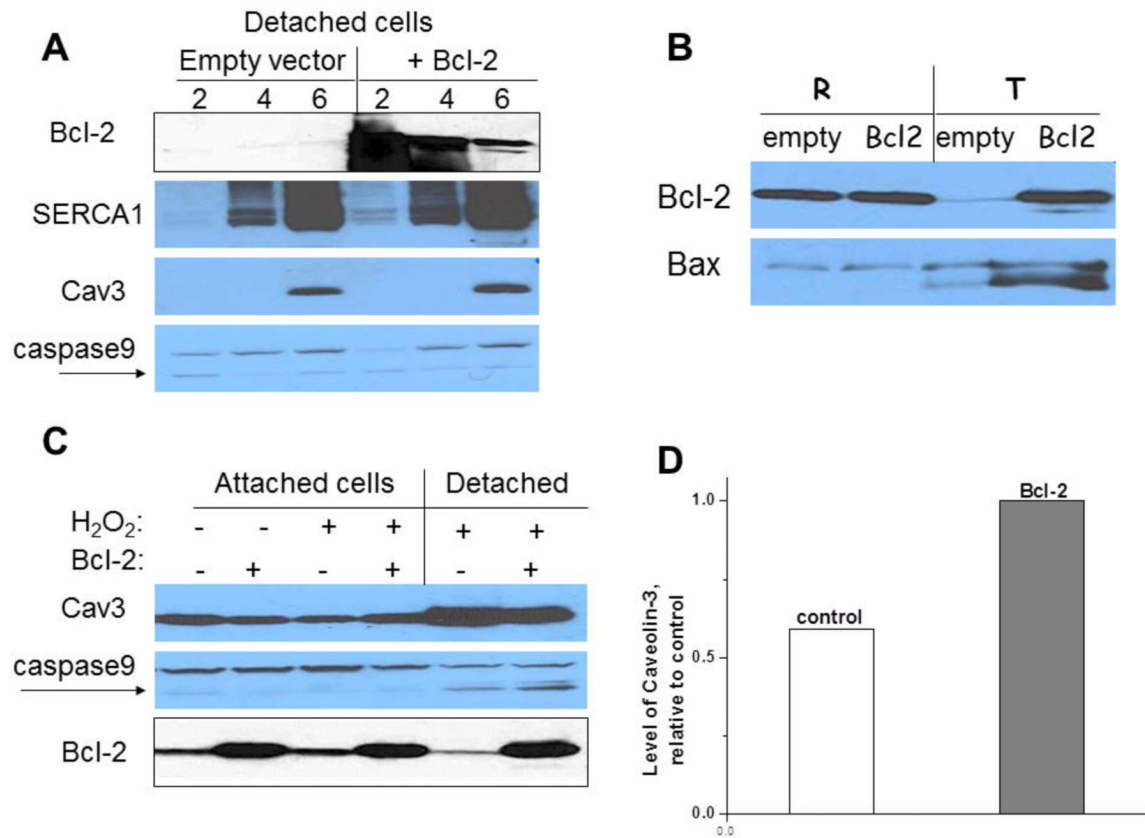 A
Detached cells
Empty vector + Bcl-2
2 4 6 2 4 6
Bcl-2
SERCA1
Cav3
caspase9
B
R T
empty Bcl2 empty Bcl2
Bcl-2
Bax
C
Attached cells Detached
H₂O₂: - - + + + +
Bcl-2: - + - + - +
Cav3
caspase9
Bcl-2
D
Level of Caveolin-3,
relative to control
1.0
0.5
0.0
control
Bcl-2
0.0